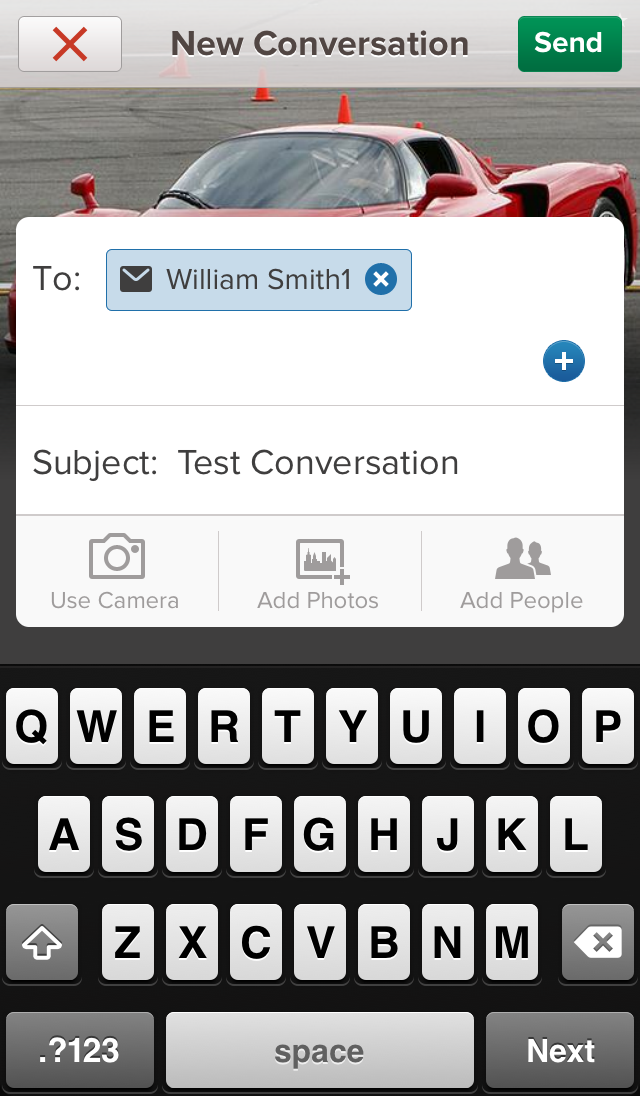 New Conversation Send
To: William Smith1
Subject: Test Conversation
Use Camera Add Photos Add People
Q W E R T Y U I O P
A S D F G H J K L
Z X C V B N M
.?123 space Next